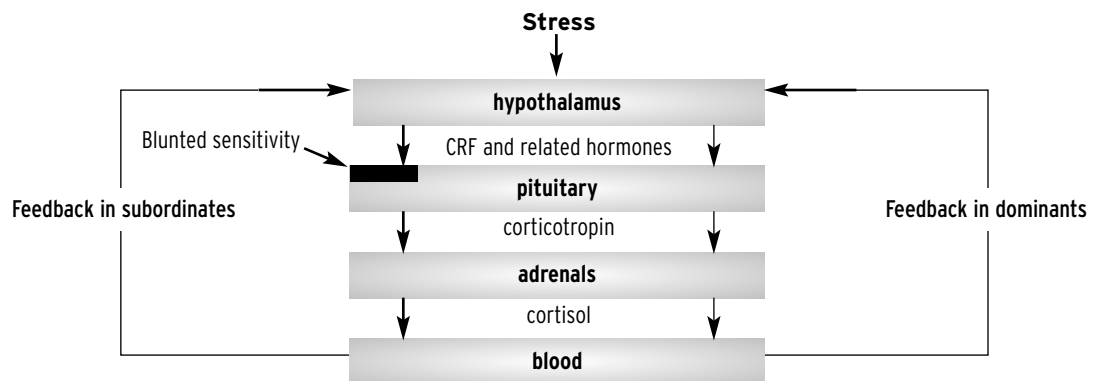 Stress
hypothalamus
Blunted sensitivity
CRF and related hormones
pituitary
Feedback in subordinates
Feedback in dominants
corticotropin
adrenals
cortisol
blood